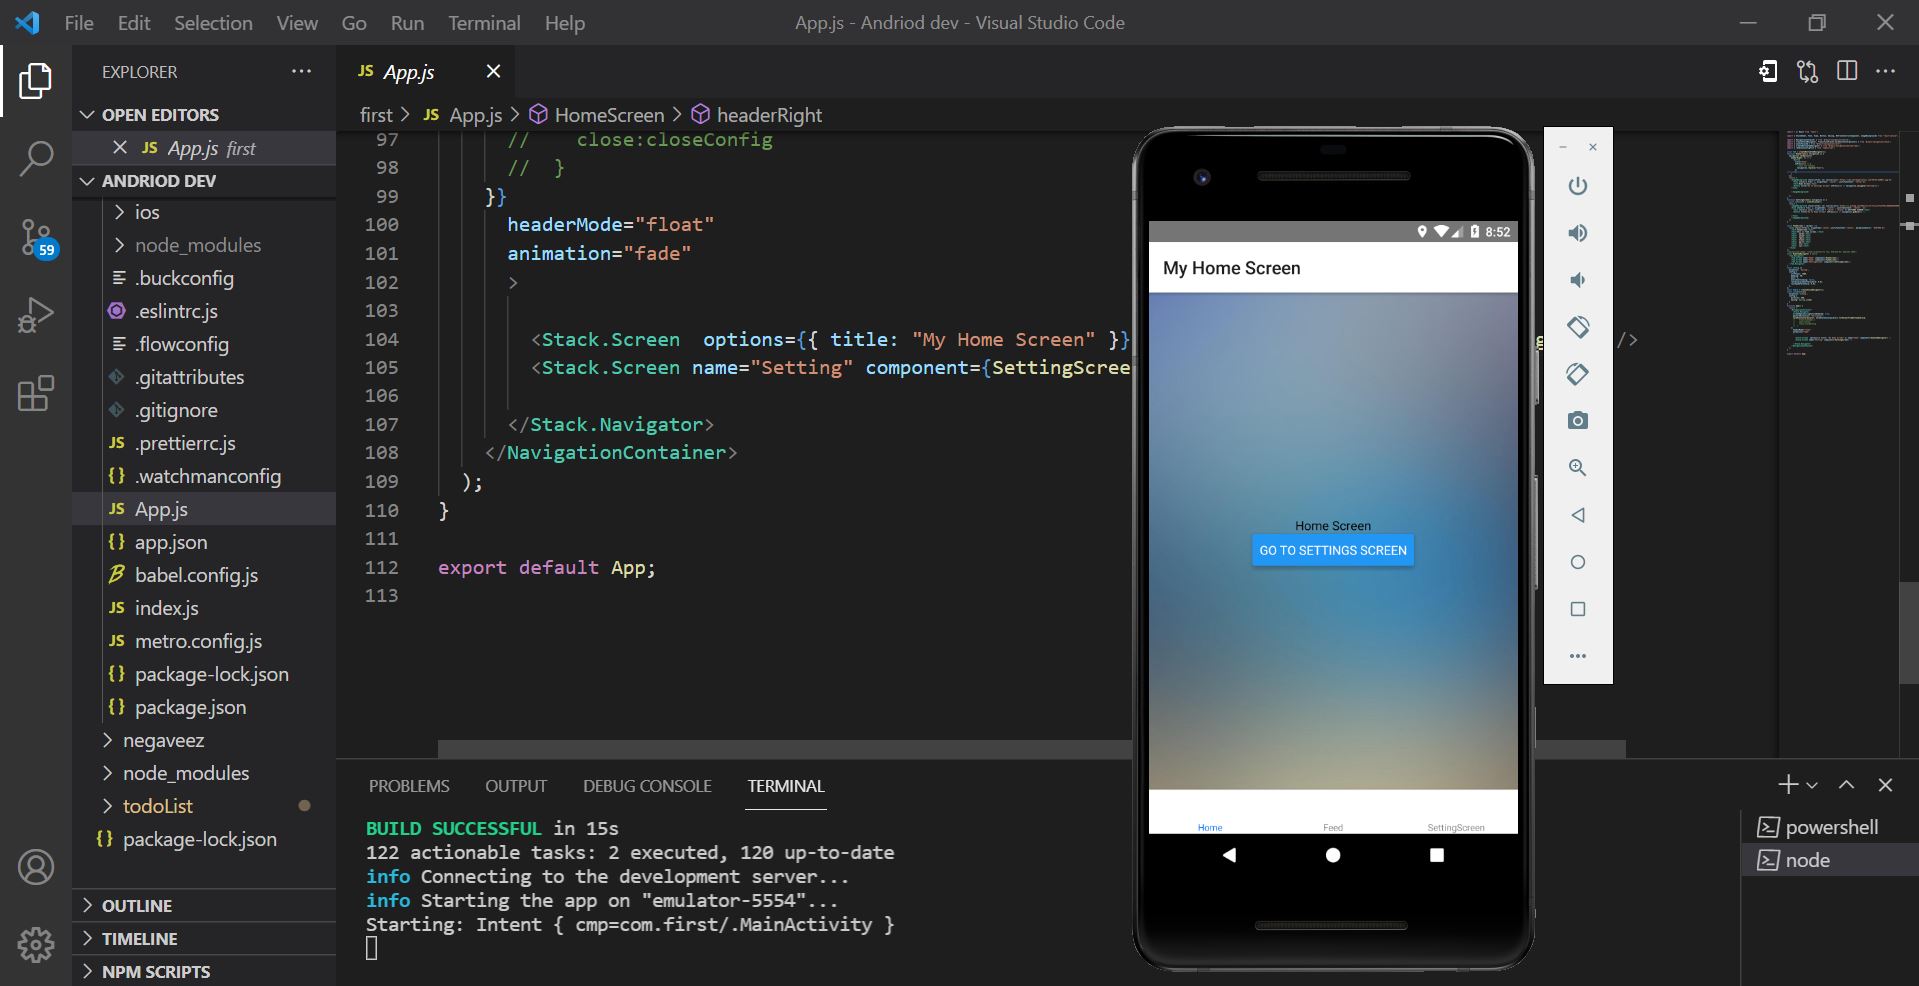 File Edit Selection View Go Run Terminal Help
App.js - Andriod dev - Visual Studio Code
EXPLORER
OPEN EDITORS
JS App.js first
ANDRIOD DEV
ios
node_modules
.buckconfig
.eslintrc.js
.flowconfig
.gitattributes
.gitignore
JS .prettierrc.js
{} .watchmanconfig
JS App.js
{} app.json
babel.config.js
JS index.js
JS metro.config.js
{} package-lock.json
{} package.json
negaveez
node_modules
todoList
{} package-lock.json
OUTLINE
TIMELINE
NPM SCRIPTS
59
JS App.js
first > JS App.js > HomeScreen > headerRight
97 // close:closeConfig
98 // }
99 }}
100 headerMode="float"
101 animation="fade"
102 >
103
104 <Stack.Screen options={{ title: "My Home Screen" }} />
105 <Stack.Screen name="Setting" component={SettingScree
106
107 </Stack.Navigator>
108 </NavigationContainer>
109 );
110 }
111
112 export default App;
113
8:52
My Home Screen
Home Screen
GO TO SETTINGS SCREEN
Home Feed SettingScreen
PROBLEMS OUTPUT DEBUG CONSOLE TERMINAL
BUILD SUCCESSFUL in 15s
122 actionable tasks: 2 executed, 120 up-to-date
info Connecting to the development server...
info Starting the app on "emulator-5554"...
Starting: Intent { cmp=com.first/.MainActivity }
powershell
node